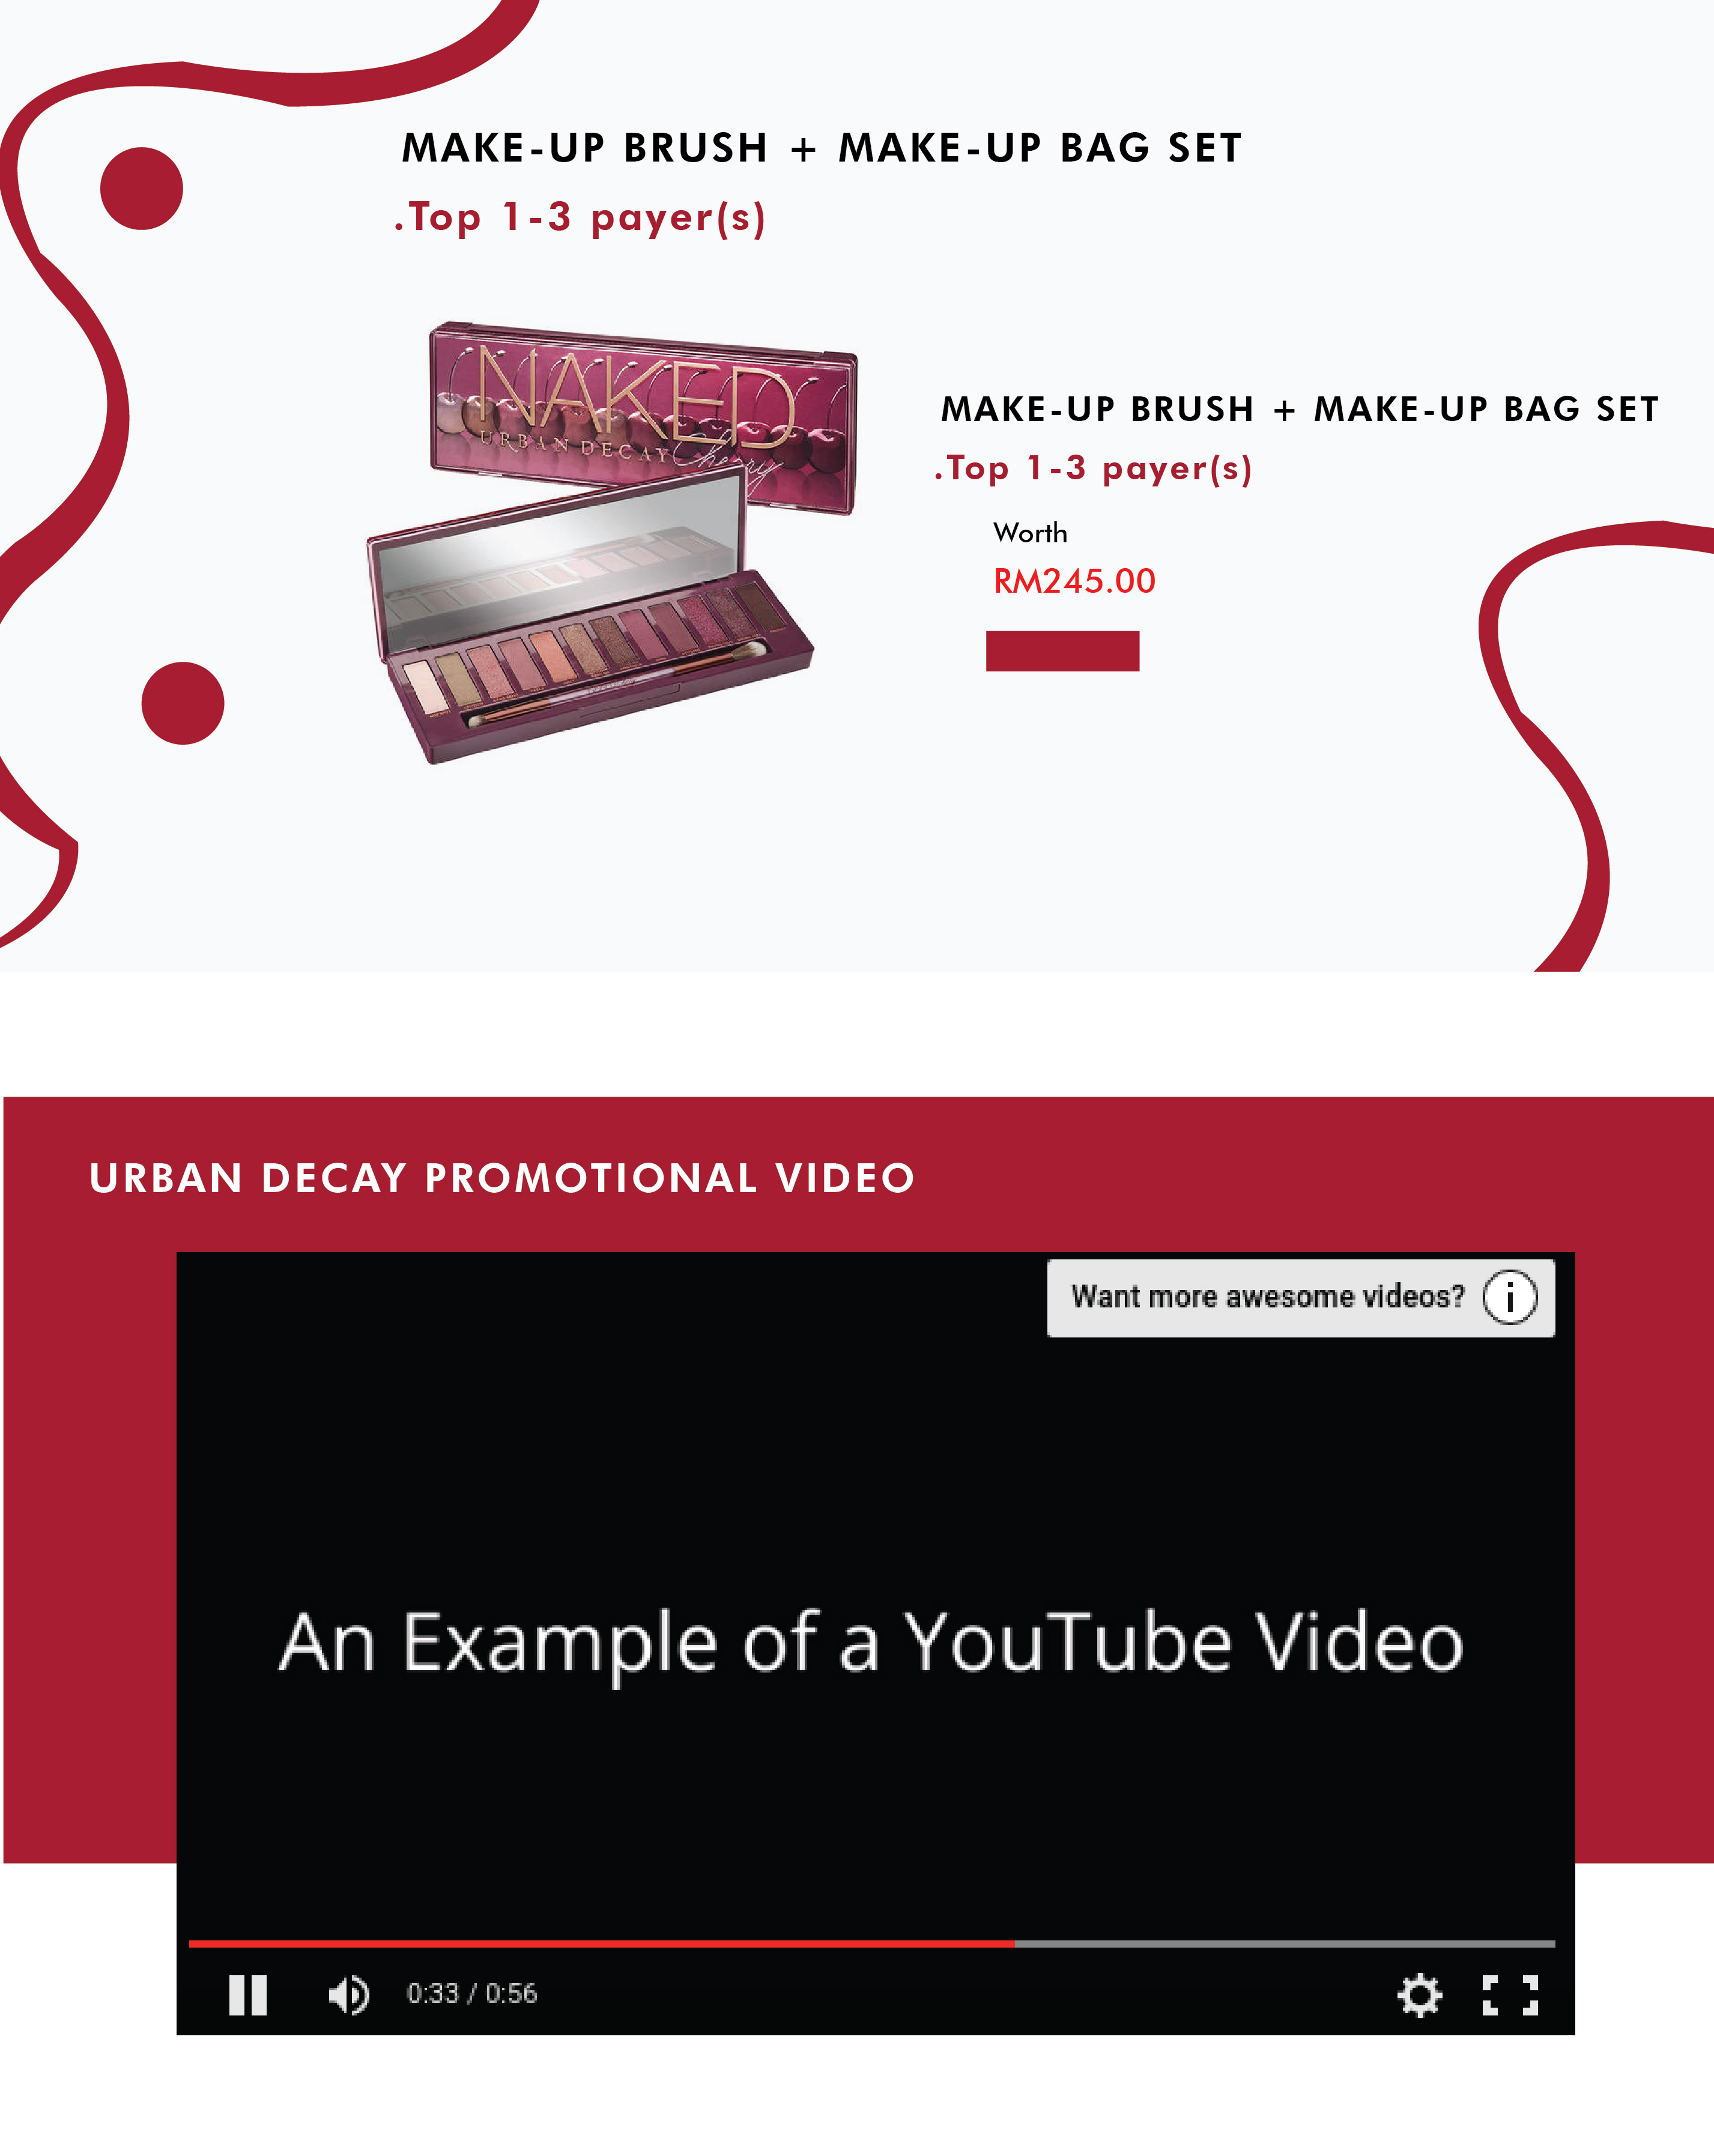 MAKE-UP BRUSH + MAKE-UP BAG SET
.Top 1-3 payer(s)
NAKED
URBAN DECAY
Cherry
MAKE-UP BRUSH + MAKE-UP BAG SET
.Top 1-3 payer(s)
Worth
RM245.00
URBAN DECAY PROMOTIONAL VIDEO
Want more awesome videos?
An Example of a YouTube Video
0:33 / 0:56